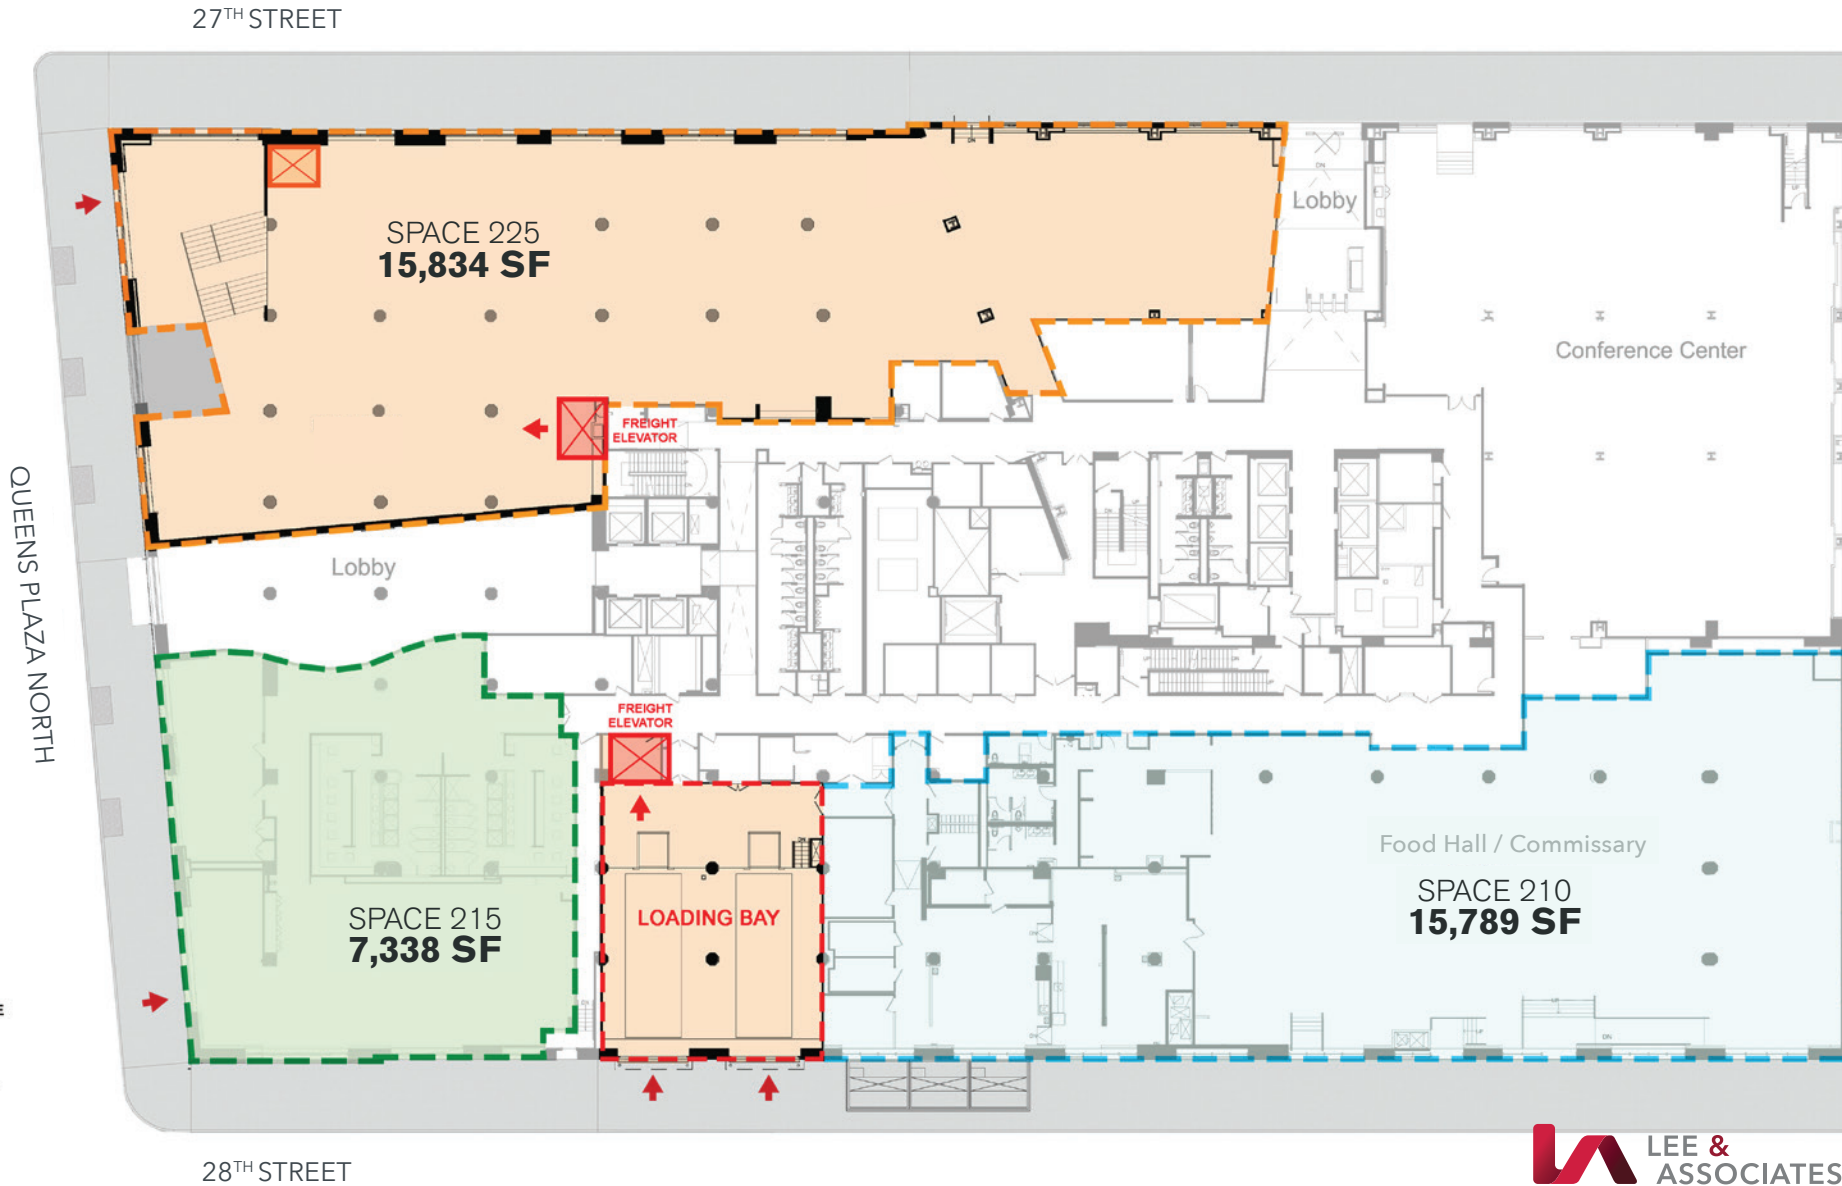 27TH STREET
SPACE 225
15,834 SF
Lobby
Conference Center
FREIGHT
ELEVATOR
QUEENS PLAZA NORTH
Lobby
FREIGHT
ELEVATOR
SPACE 215
7,338 SF
LOADING BAY
Food Hall / Commissary
SPACE 210
15,789 SF
28TH STREET
LEE &
ASSOCIATES